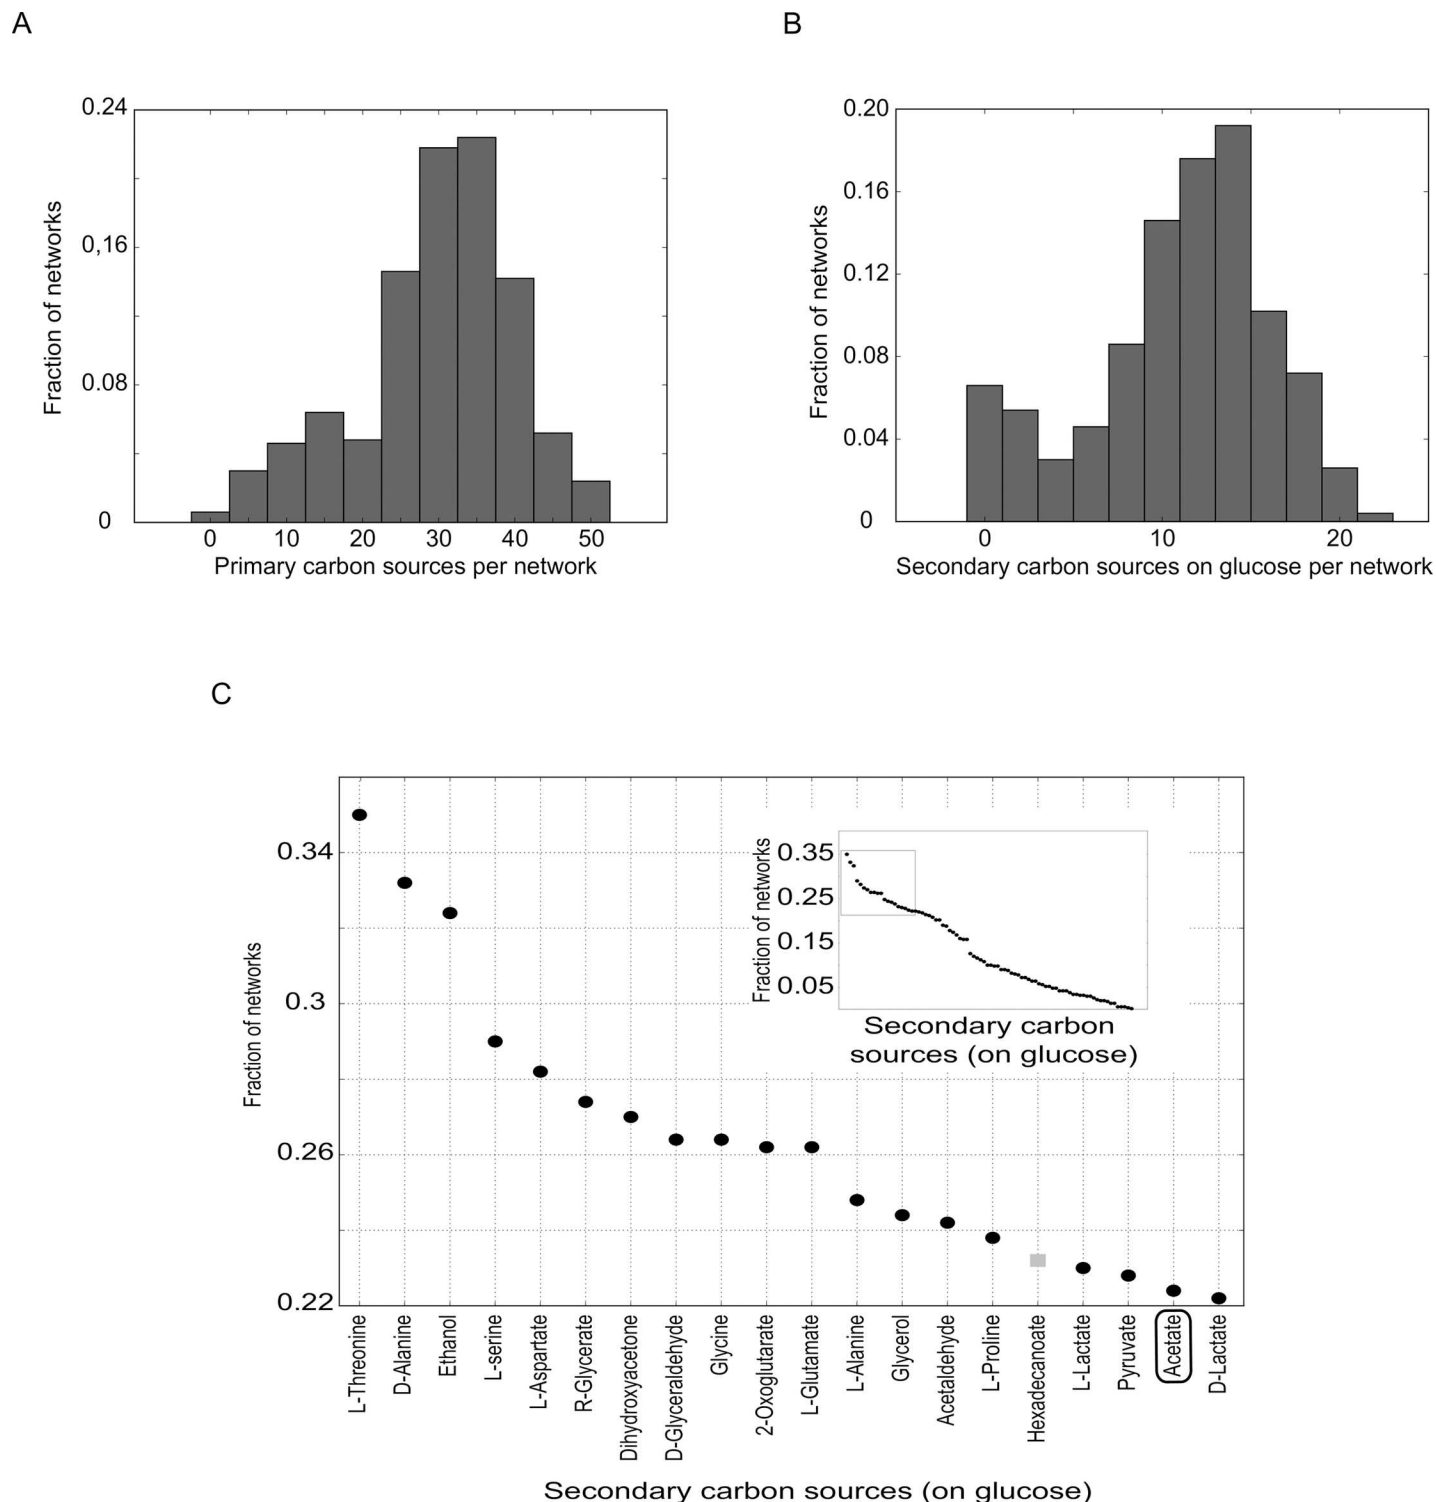 A
B
0.24
0,16
0.08
0
Fraction of networks
0 10 20 30 40 50
Primary carbon sources per network
0.20
0.16
0.12
0.08
0.04
0
Fraction of networks
0 10 20
Secondary carbon sources on glucose per network
C
0.34
0.3
0.26
0.22
Fraction of networks
0.35
0.25
0.15
0.05
Fraction of networks
Secondary carbon
sources (on glucose)
L-Threonine
D-Alanine
Ethanol
L-serine
L-Aspartate
R-Glycerate
Dihydroxyacetone
D-Glyceraldehyde
Glycine
2-Oxoglutarate
L-Glutamate
L-Alanine
Glycerol
Acetaldehyde
L-Proline
Hexadecanoate
L-Lactate
Pyruvate
Acetate
D-Lactate
Secondary carbon sources (on glucose)